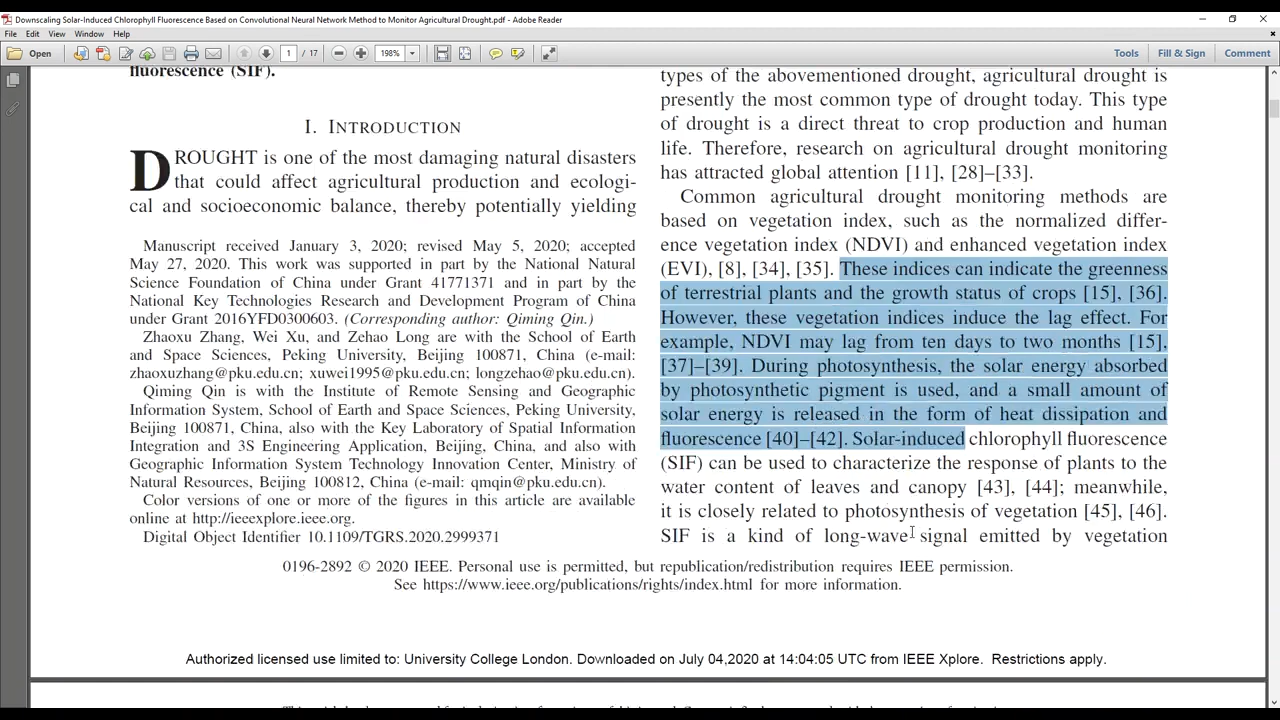 Downscaling Solar-Induced Chlorophyll Fluorescence Based on Convolutional Neural Network Method to Monitor Agricultural Drought.pdf - Adobe Reader
File Edit View Window Help
Open 1 / 17 198% Tools Fill & Sign Comment
fluorescence (SIF).
I. INTRODUCTION
DROUGHT is one of the most damaging natural disasters
that could affect agricultural production and ecologi-
cal and socioeconomic balance, thereby potentially yielding
Manuscript received January 3, 2020; revised May 5, 2020; accepted
May 27, 2020. This work was supported in part by the National Natural
Science Foundation of China under Grant 41771371 and in part by the
National Key Technologies Research and Development Program of China
under Grant 2016YFD0300603. (Corresponding author: Qiming Qin.)
Zhaoxu Zhang, Wei Xu, and Zehao Long are with the School of Earth
and Space Sciences, Peking University, Beijing 100871, China (e-mail:
zhaoxuzhang@pku.edu.cn; xuwei1995@pku.edu.cn; longzehao@pku.edu.cn).
Qiming Qin is with the Institute of Remote Sensing and Geographic
Information System, School of Earth and Space Sciences, Peking University,
Beijing 100871, China, also with the Key Laboratory of Spatial Information
Integration and 3S Engineering Application, Beijing, China, and also with
Geographic Information System Technology Innovation Center, Ministry of
Natural Resources, Beijing 100812, China (e-mail: qmqin@pku.edu.cn).
Color versions of one or more of the figures in this article are available
online at http://ieeexplore.ieee.org.
Digital Object Identifier 10.1109/TGRS.2020.2999371
types of the abovementioned drought, agricultural drought is
presently the most common type of drought today. This type
of drought is a direct threat to crop production and human
life. Therefore, research on agricultural drought monitoring
has attracted global attention [11], [28]–[33].
Common agricultural drought monitoring methods are
based on vegetation index, such as the normalized differ-
ence vegetation index (NDVI) and enhanced vegetation index
(EVI), [8], [34], [35]. These indices can indicate the greenness
of terrestrial plants and the growth status of crops [15], [36].
However, these vegetation indices induce the lag effect. For
example, NDVI may lag from ten days to two months [15],
[37]–[39]. During photosynthesis, the solar energy absorbed
by photosynthetic pigment is used, and a small amount of
solar energy is released in the form of heat dissipation and
fluorescence [40]–[42]. Solar-induced chlorophyll fluorescence
(SIF) can be used to characterize the response of plants to the
water content of leaves and canopy [43], [44]; meanwhile,
it is closely related to photosynthesis of vegetation [45], [46].
SIF is a kind of long-wave signal emitted by vegetation
0196-2892 © 2020 IEEE. Personal use is permitted, but republication/redistribution requires IEEE permission.
See https://www.ieee.org/publications/rights/index.html for more information.
Authorized licensed use limited to: University College London. Downloaded on July 04,2020 at 14:04:05 UTC from IEEE Xplore. Restrictions apply.